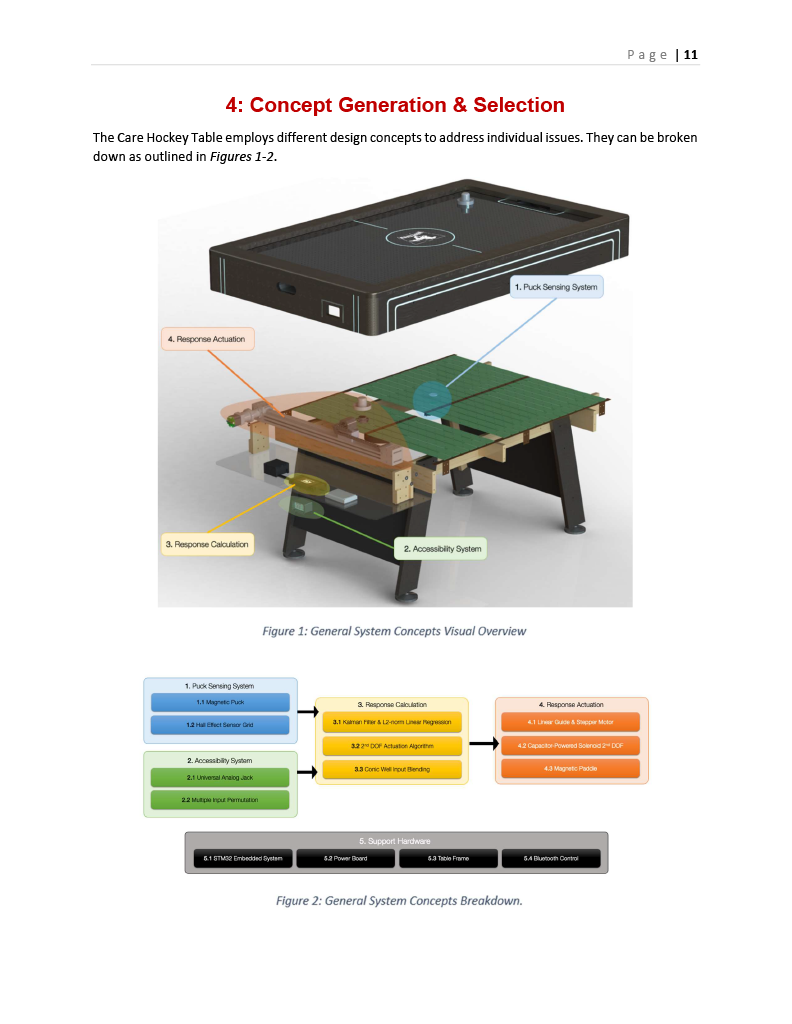 Page | 11
4: Concept Generation & Selection
The Care Hockey Table employs different design concepts to address individual issues. They can be broken
down as outlined in Figures 1-2.
1. Puck Sensing System
4. Response Actuation
3. Response Calculation
2. Accessibility System
Figure 1: General System Concepts Visual Overview
1. Puck Sensing System
1.1 Magnetic Puck
1.2 Hall Effect Sensor Grid
2. Accessibility System
2.1 Universal Analog Jack
2.2 Multiple Input Permutation
3. Response Calculation
3.1 Kalman Filter & L2-norm Linear Regression
3.2 2ⁿᵈ DOF Actuation Algorithm
3.3 Conic Well Input Blending
4. Response Actuation
4.1 Linear Guide & Stepper Motor
4.2 Capacitor-Powered Solenoid 2ⁿᵈ DOF
4.3 Magnetic Paddle
5. Support Hardware
5.1 STM32 Embedded System
5.2 Power Board
5.3 Table Frame
5.4 Bluetooth Control
Figure 2: General System Concepts Breakdown.